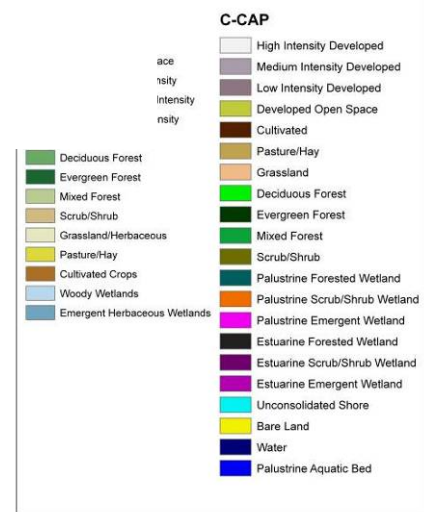 C-CAP
High Intensity Developed
Medium Intensity Developed
Low Intensity Developed
Developed Open Space
Cultivated
Pasture/Hay
Grassland
Deciduous Forest
Evergreen Forest
Mixed Forest
Scrub/Shrub
Palustrine Forested Wetland
Palustrine Scrub/Shrub Wetland
Palustrine Emergent Wetland
Estuarine Forested Wetland
Estuarine Scrub/Shrub Wetland
Estuarine Emergent Wetland
Unconsolidated Shore
Bare Land
Water
Palustrine Aquatic Bed
ace
nsity
Intensity
nsity
Deciduous Forest
Evergreen Forest
Mixed Forest
Scrub/Shrub
Grassland/Herbaceous
Pasture/Hay
Cultivated Crops
Woody Wetlands
Emergent Herbaceous Wetlands